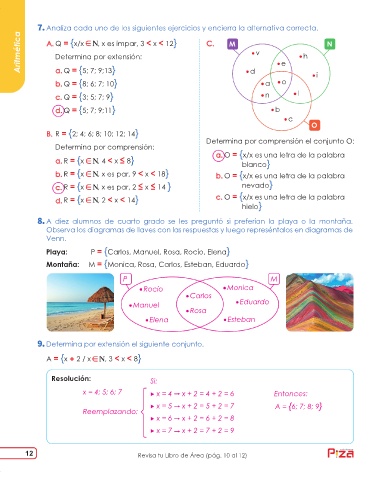 7. Analiza cada uno de los siguientes ejercicios y encierra la alternativa correcta.
Aritmética
A. Q = {x/x ∈ N, x es impar, 3 < x < 12}
Determina por extensión:
a. Q = {5; 7; 9;13}
b. Q = {8; 6; 7; 10}
c. Q = {3; 5; 7; 9}
d. Q = {5; 7; 9;11}
B. R = {2; 4; 6; 8; 10; 12; 14}
Determina por comprensión:
a. R = {x ∈ N, 4 < x ≤ 8}
b. R = {x ∈ N, x es par, 9 < x < 18}
c. R = {x ∈ N, x es par, 2 ≤ x ≤ 14}
d. R = {x ∈ N, 2 < x < 14}
C. M N
v
h
e
d
i
a
o
n
l
b
c
O
Determina por comprensión el conjunto O:
a. O = {x/x es una letra de la palabra
blanco}
b. O = {x/x es una letra de la palabra
nevado}
c. O = {x/x es una letra de la palabra
hielo}
8. A diez alumnos de cuarto grado se les preguntó si preferían la playa o la montaña.
Observa los diagramas de llaves con las respuestas y luego represéntalos en diagramas de
Venn.
Playa: P = {Carlos, Manuel, Rosa, Rocío, Elena}
Montaña: M = {Monica, Rosa, Carlos, Esteban, Eduardo}
P M
Rocío
Monica
Carlos
Manuel
Eduardo
Rosa
Elena
Esteban
9. Determina por extensión el siguiente conjunto.
A = {x + 2 / x ∈ N, 3 < x < 8}
Resolución: Si:
x = 4; 5; 6; 7 x = 4 → x + 2 = 4 + 2 = 6 Entonces:
x = 5 → x + 2 = 5 + 2 = 7 A = {6; 7; 8; 9}
Reemplazando:
x = 6 → x + 2 = 6 + 2 = 8
x = 7 → x + 2 = 7 + 2 = 9
12 Revisa tu Libro de Área (pág. 10 al 12) Piza